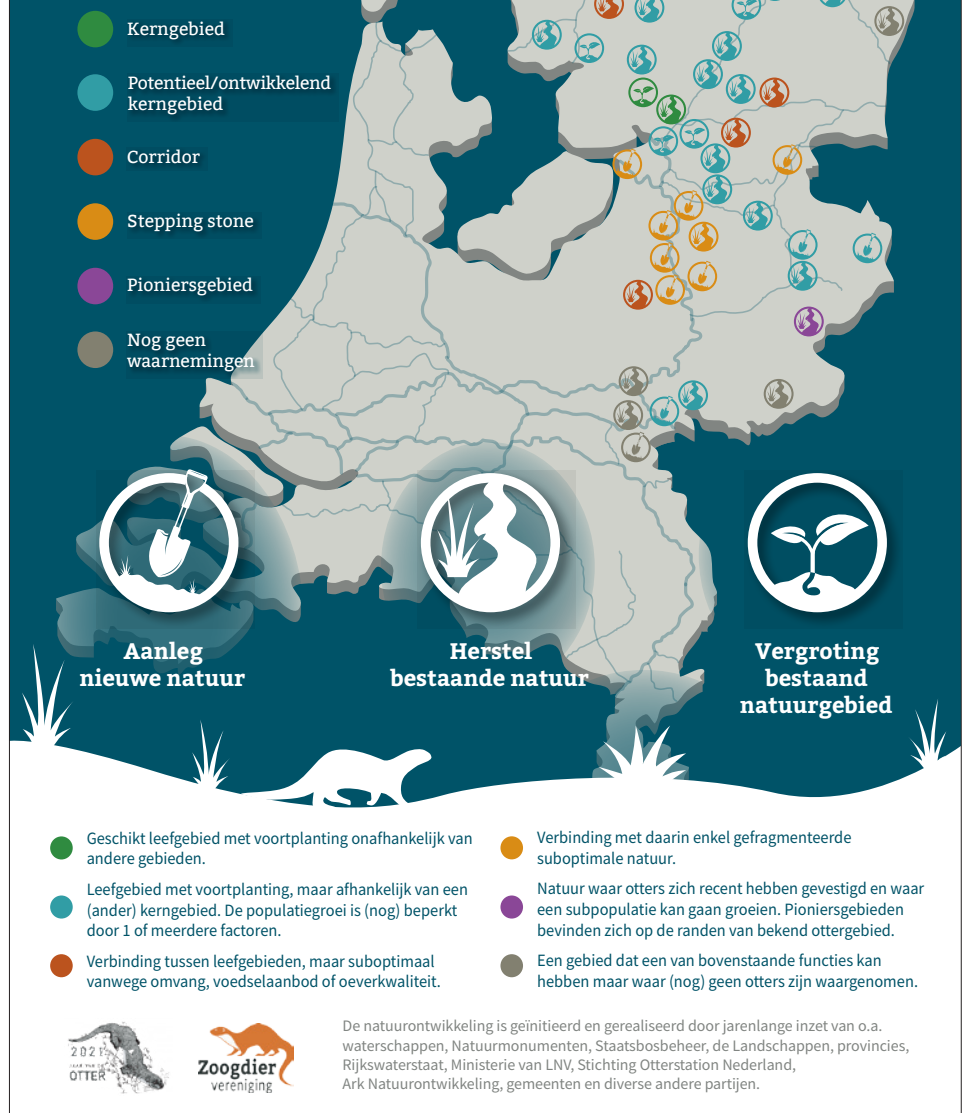 Kerngebied
Potentieel/ontwikkelend
kerngebied
Corridor
Stepping stone
Pioniersgebied
Nog geen
waarnemingen
Aanleg
nieuwe natuur
Herstel
bestaande natuur
Vergroting
bestaand
natuurgebied
Geschikt leefgebied met voortplanting onafhankelijk van
andere gebieden.
Leefgebied met voortplanting, maar afhankelijk van een
(ander) kerngebied. De populatiegroei is (nog) beperkt
door 1 of meerdere factoren.
Verbinding tussen leefgebieden, maar suboptimaal
vanwege omvang, voedselaanbod of oeverkwaliteit.
Verbinding met daarin enkel gefragmenteerde
suboptimale natuur.
Natuur waar otters zich recent hebben gevestigd en waar
een subpopulatie kan gaan groeien. Pioniersgebieden
bevinden zich op de randen van bekend ottergebied.
Een gebied dat een van bovenstaande functies kan
hebben maar waar (nog) geen otters zijn waargenomen.
2021
JAAR VAN DE
OTTER
Zoogdier
vereniging
De natuurontwikkeling is geïnitieerd en gerealiseerd door jarenlange inzet van o.a.
waterschappen, Natuurmonumenten, Staatsbosbeheer, de Landschappen, provincies,
Rijkswaterstaat, Ministerie van LNV, Stichting Otterstation Nederland,
Ark Natuurontwikkeling, gemeenten en diverse andere partijen.